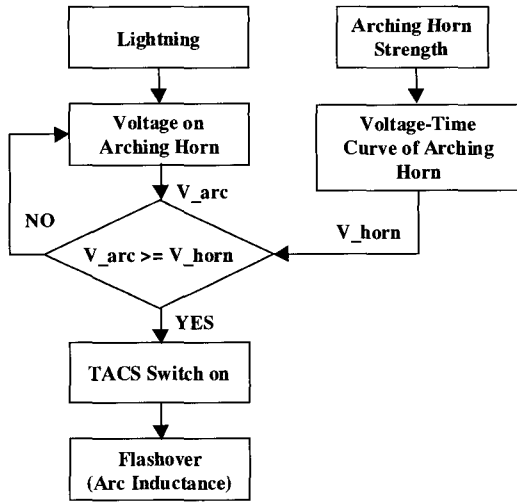 Lightning
Arching Horn
Strength
Voltage on
Arching Horn
Voltage-Time
Curve of Arching
Horn
V_arc
NO
V_horn
V_arc >= V_horn
YES
TACS Switch on
Flashover
(Arc Inductance)